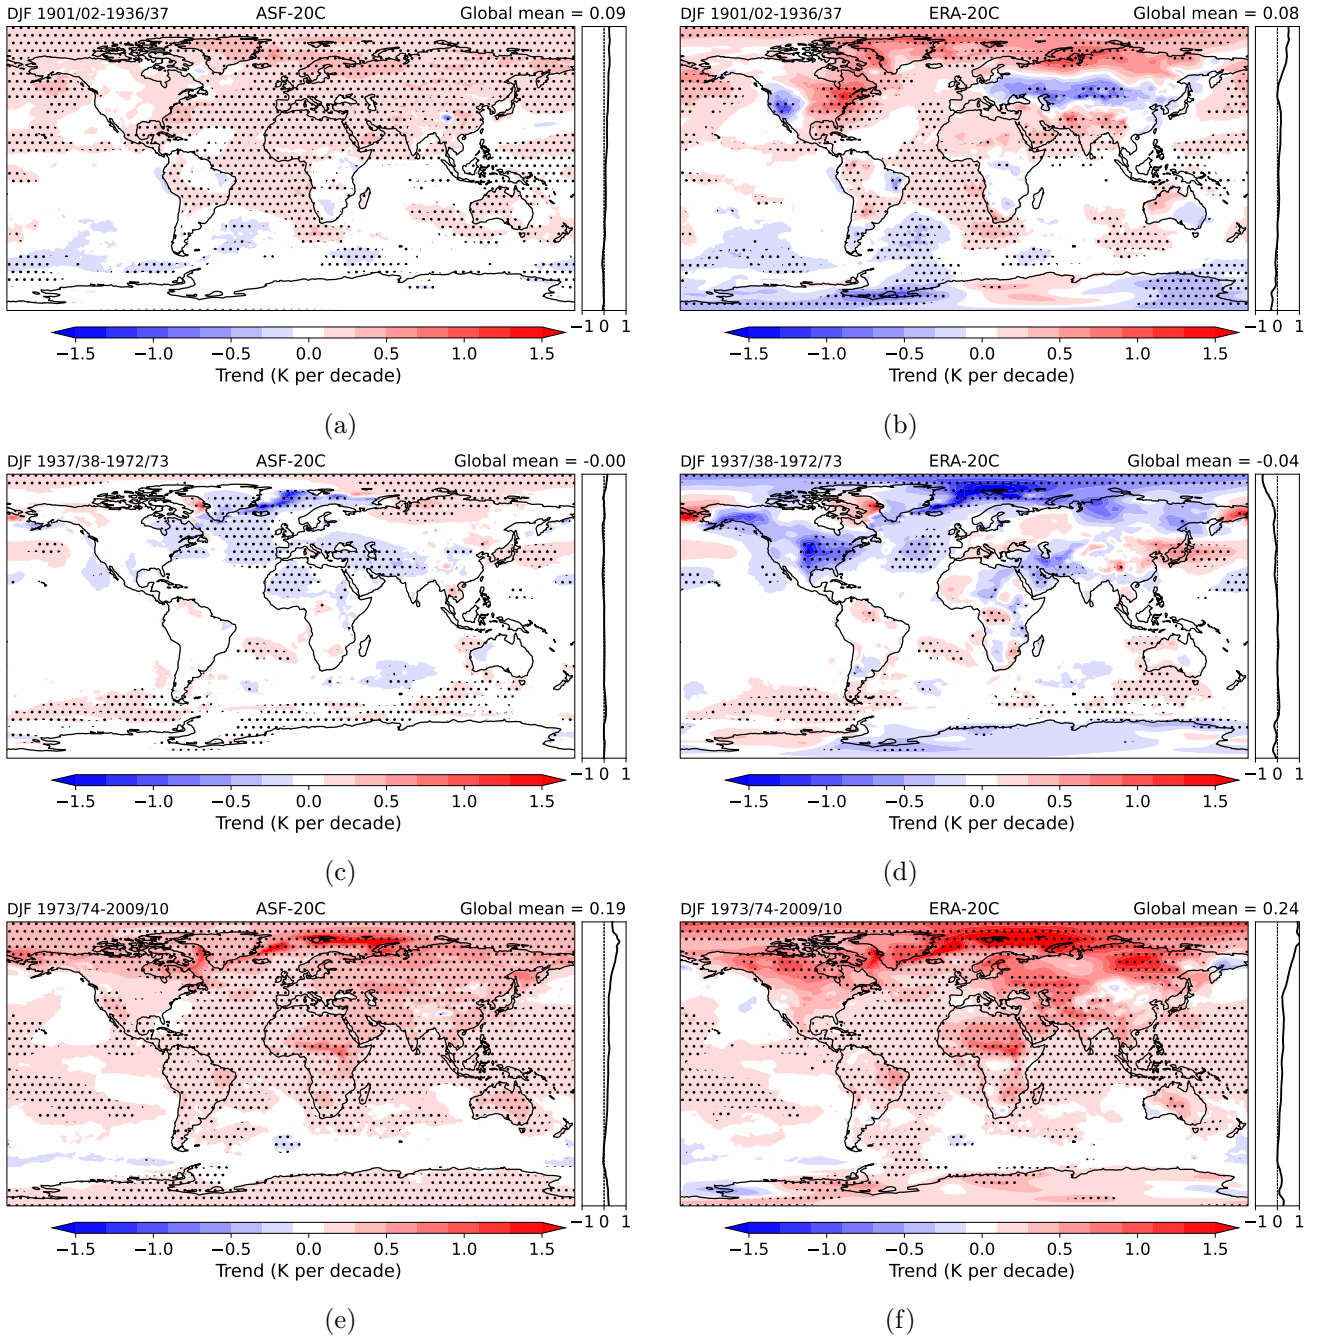 DJF 1901/02-1936/37 ASF-20C Global mean = 0.09
DJF 1901/02-1936/37 ERA-20C Global mean = 0.08
−1 0 1
−1 0 1
−1.5 −1.0 −0.5 0.0 0.5 1.0 1.5
−1.5 −1.0 −0.5 0.0 0.5 1.0 1.5
Trend (K per decade)
Trend (K per decade)
(a)
(b)
DJF 1937/38-1972/73 ASF-20C Global mean = -0.00
DJF 1937/38-1972/73 ERA-20C Global mean = -0.04
−1 0 1
−1 0 1
−1.5 −1.0 −0.5 0.0 0.5 1.0 1.5
−1.5 −1.0 −0.5 0.0 0.5 1.0 1.5
Trend (K per decade)
Trend (K per decade)
(c)
(d)
DJF 1973/74-2009/10 ASF-20C Global mean = 0.19
DJF 1973/74-2009/10 ERA-20C Global mean = 0.24
−1 0 1
−1 0 1
−1.5 −1.0 −0.5 0.0 0.5 1.0 1.5
−1.5 −1.0 −0.5 0.0 0.5 1.0 1.5
Trend (K per decade)
Trend (K per decade)
(e)
(f)